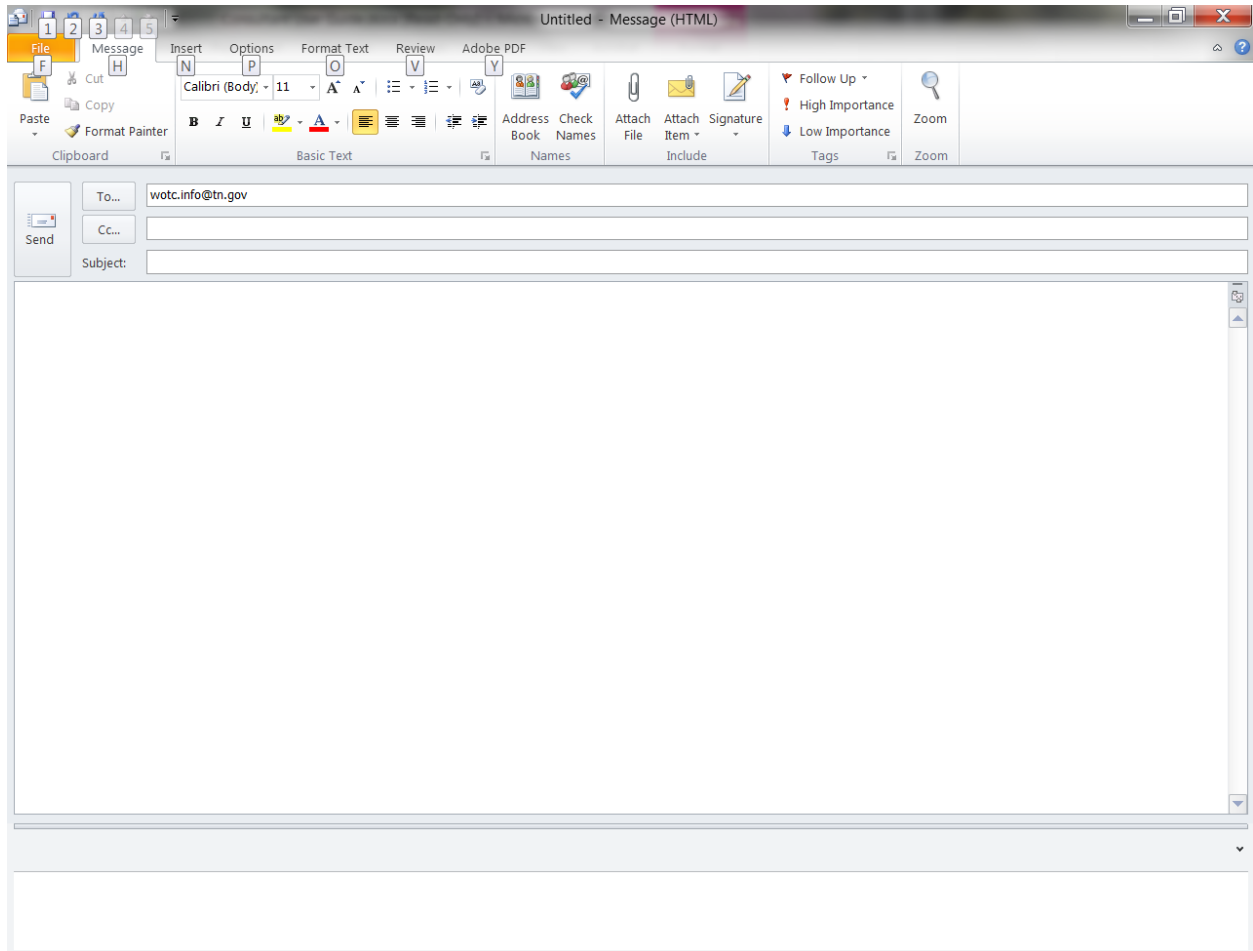 Untitled - Message (HTML)
1 2 3 4 5
File Message Insert Options Format Text Review Adobe PDF
F H N P O V Y
Cut
Copy
Format Painter
Paste
Clipboard
Calibri (Body) 11
B I U
Basic Text
Address Book
Check Names
Names
Attach File
Attach Item
Signature
Include
Follow Up
High Importance
Low Importance
Tags
Zoom
Zoom
Send
To... wotc.info@tn.gov
Cc...
Subject: